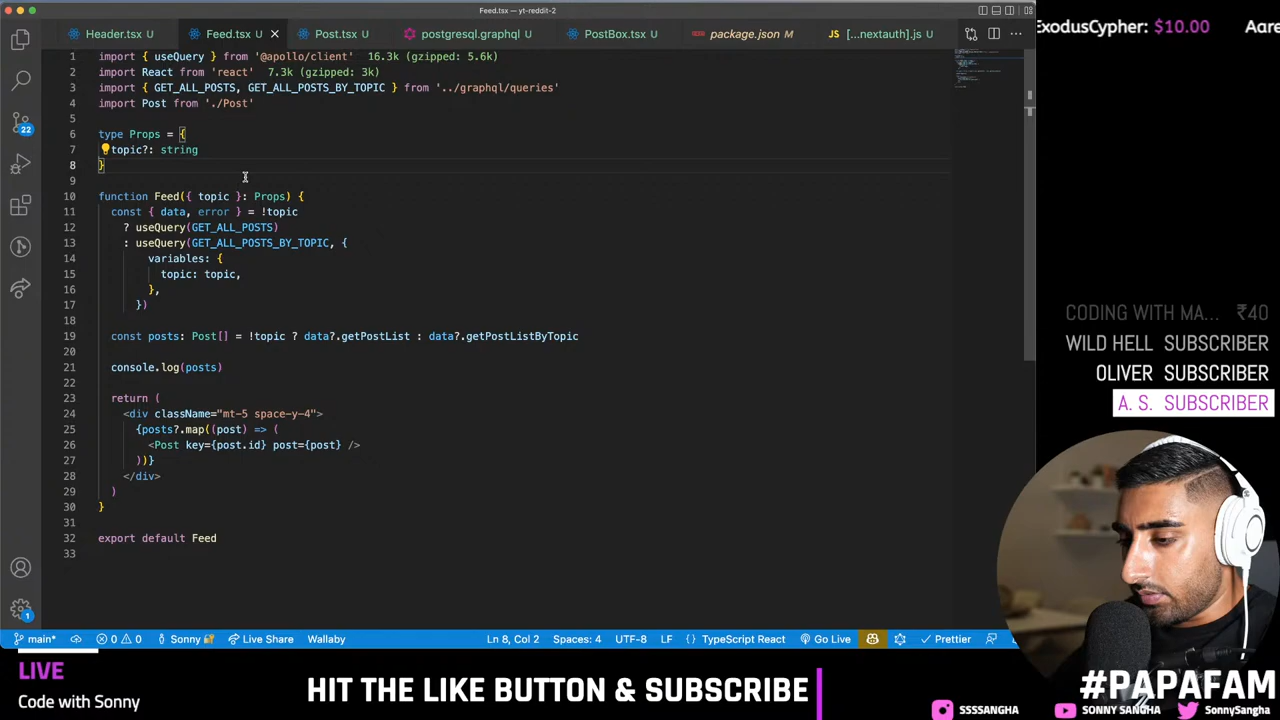 Feed.tsx — yt-reddit-2
Header.tsx U
Feed.tsx U
Post.tsx U
postgresql.graphql U
PostBox.tsx U
package.json M
JS [...nextauth].js U
ExodusCypher: $10.00
1 import { useQuery } from '@apollo/client' 16.3k (gzipped: 5.6k)
2 import React from 'react' 7.3k (gzipped: 3k)
3 import { GET_ALL_POSTS, GET_ALL_POSTS_BY_TOPIC } from '../graphql/queries'
4 import Post from './Post'
5
6 type Props = {
7 topic?: string
8 }
9
10 function Feed({ topic }: Props) {
11 const { data, error } = !topic
12 ? useQuery(GET_ALL_POSTS)
13 : useQuery(GET_ALL_POSTS_BY_TOPIC, {
14 variables: {
15 topic: topic,
16 },
17 })
18
19 const posts: Post[] = !topic ? data?.getPostList : data?.getPostListByTopic
20
21 console.log(posts)
22
23 return (
24 <div className="mt-5 space-y-4">
25 {posts?.map((post) => (
26 <Post key={post.id} post={post} />
27 ))}
28 </div>
29 )
30 }
31
32 export default Feed
33
22
1
CODING WITH MA... ₹40
WILD HELL SUBSCRIBER
OLIVER SUBSCRIBER
A. S. SUBSCRIBER
main* 0 0 Sonny Live Share Wallaby Ln 8, Col 2 Spaces: 4 UTF-8 LF {} TypeScript React Go Live Prettier
LIVE
Code with Sonny
HIT THE LIKE BUTTON & SUBSCRIBE
#PAPAFAM
SSSSANGHA SONNY SANGHA SonnySangha